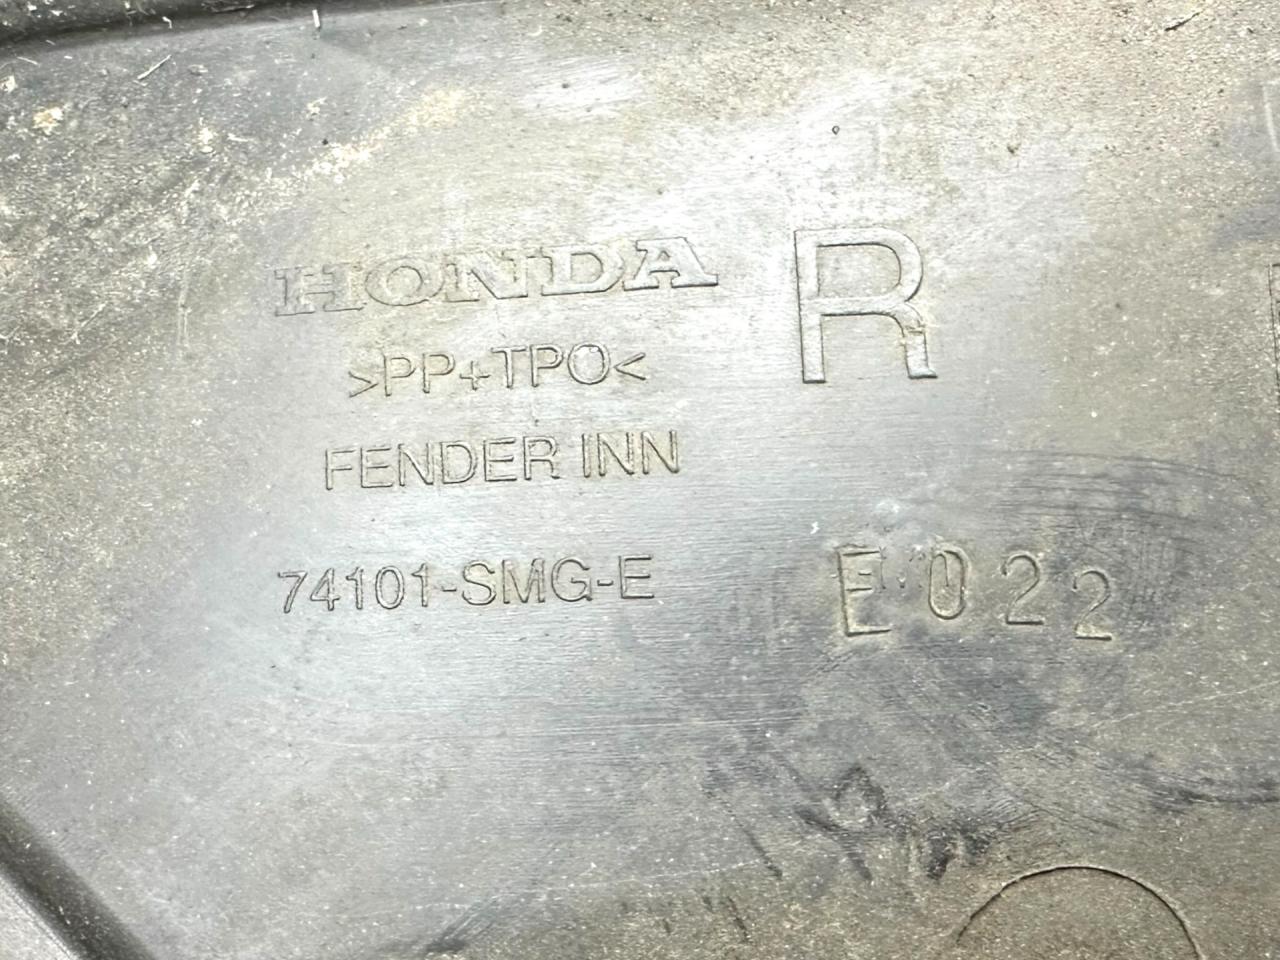 HONDA
R
>PP+TPO<
FENDER INN
74101-SMG-E
E022